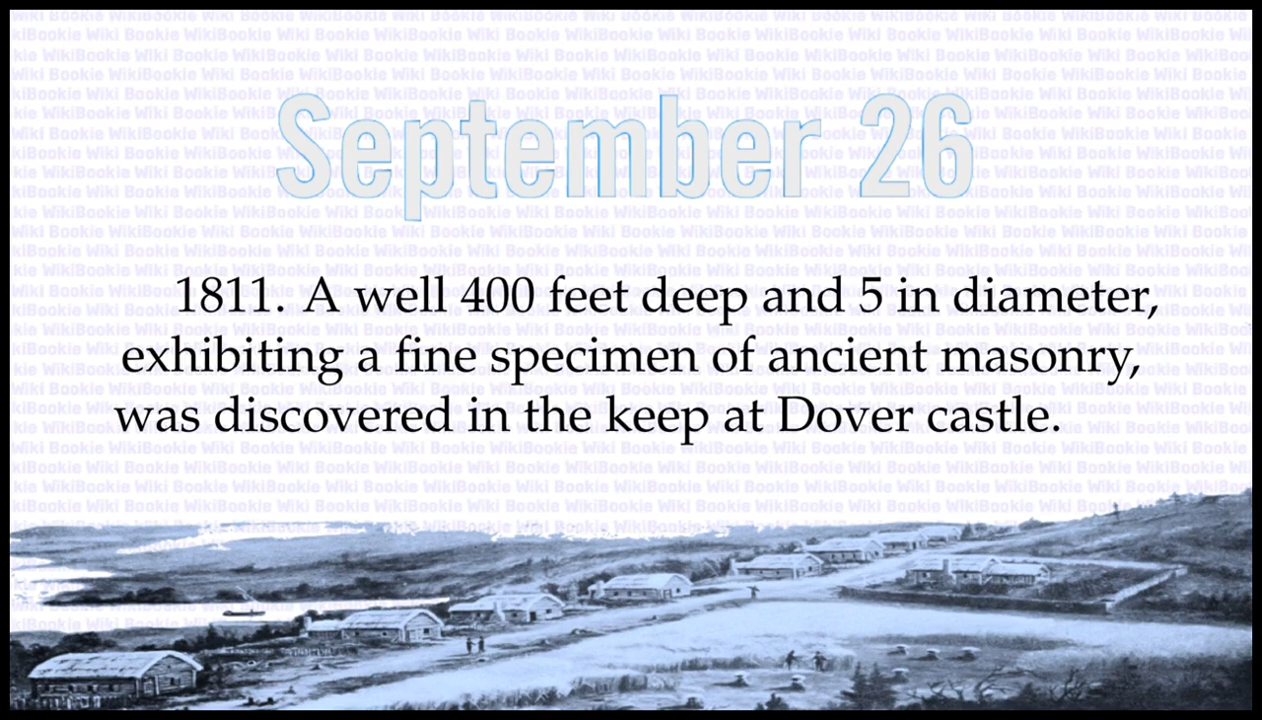 September 26
1811. A well 400 feet deep and 5 in diameter,
exhibiting a fine specimen of ancient masonry,
was discovered in the keep at Dover castle.